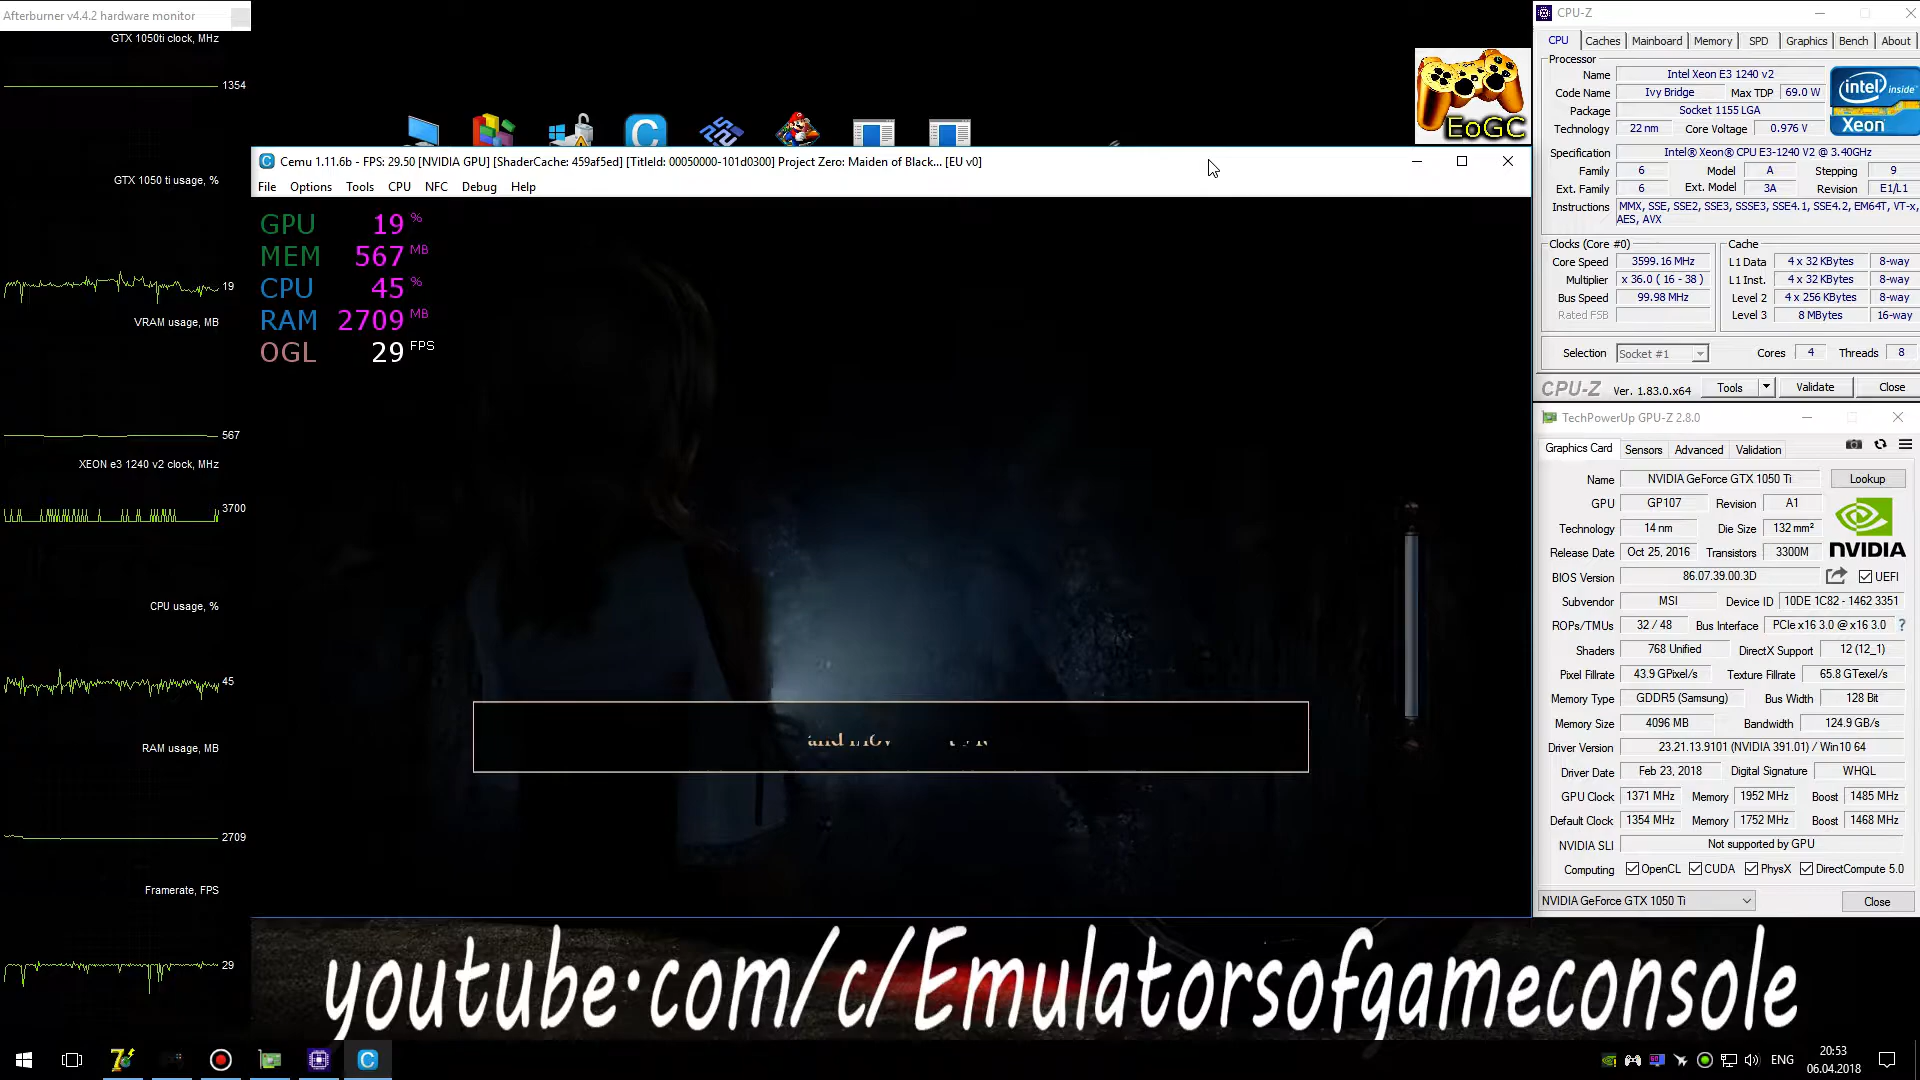 Afterburner v4.4.2 hardware monitor
GTX 1050ti clock, MHz
1354
GTX 1050 ti usage, %
19
VRAM usage, MB
567
XEON e3 1240 v2 clock, MHz
3700
CPU usage, %
45
RAM usage, MB
2709
Framerate, FPS
29
EoGC
Cemu 1.11.6b - FPS: 29.50 [NVIDIA GPU] [ShaderCache: 459af5ed] [TitleId: 00050000-101d0300] Project Zero: Maiden of Black... [EU v0]
File Options Tools CPU NFC Debug Help
GPU 19 %
MEM 567 MB
CPU 45 %
RAM 2709 MB
OGL 29 FPS
CPU-Z
CPU Caches Mainboard Memory SPD Graphics Bench About
Processor
Name Intel Xeon E3 1240 v2
Code Name Ivy Bridge Max TDP 69.0 W
Package Socket 1155 LGA
Technology 22 nm Core Voltage 0.976 V
intel inside
Xeon
Specification Intel® Xeon® CPU E3-1240 V2 @ 3.40GHz
Family 6 Model A Stepping 9
Ext. Family 6 Ext. Model 3A Revision E1/L1
Instructions MMX, SSE, SSE2, SSE3, SSSE3, SSE4.1, SSE4.2, EM64T, VT-x,
AES, AVX
Clocks (Core #0) Cache
Core Speed 3599.16 MHz L1 Data 4 x 32 KBytes 8-way
Multiplier x 36.0 ( 16 - 38 ) L1 Inst. 4 x 32 KBytes 8-way
Bus Speed 99.98 MHz Level 2 4 x 256 KBytes 8-way
Rated FSB Level 3 8 MBytes 16-way
Selection Socket #1 Cores 4 Threads 8
CPU-Z Ver. 1.83.0.x64 Tools Validate Close
TechPowerUp GPU-Z 2.8.0
Graphics Card Sensors Advanced Validation
Name NVIDIA GeForce GTX 1050 Ti Lookup
GPU GP107 Revision A1
Technology 14 nm Die Size 132 mm²
Release Date Oct 25, 2016 Transistors 3300M
NVIDIA
BIOS Version 86.07.39.00.3D UEFI
Subvendor MSI Device ID 10DE 1C82 - 1462 3351
ROPs/TMUs 32 / 48 Bus Interface PCIe x16 3.0 @ x16 3.0 ?
Shaders 768 Unified DirectX Support 12 (12_1)
Pixel Fillrate 43.9 GPixel/s Texture Fillrate 65.8 GTexel/s
Memory Type GDDR5 (Samsung) Bus Width 128 Bit
Memory Size 4096 MB Bandwidth 124.9 GB/s
Driver Version 23.21.13.9101 (NVIDIA 391.01) / Win10 64
Driver Date Feb 23, 2018 Digital Signature WHQL
GPU Clock 1371 MHz Memory 1952 MHz Boost 1485 MHz
Default Clock 1354 MHz Memory 1752 MHz Boost 1468 MHz
NVIDIA SLI Not supported by GPU
Computing OpenCL CUDA PhysX DirectCompute 5.0
NVIDIA GeForce GTX 1050 Ti Close
youtube.com/c/Emulatorsofgameconsole
ENG
20:53
06.04.2018